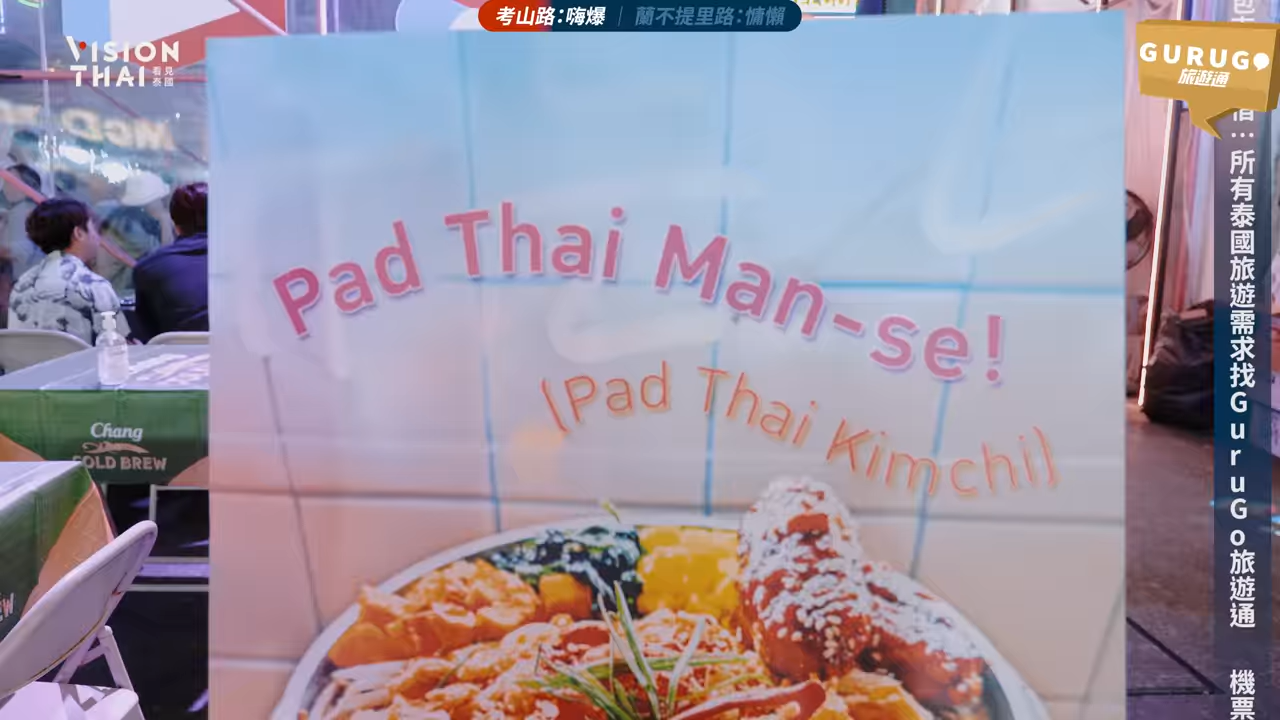 考山路：嗨爆｜蘭不提里路：慵懶
VISION
THAI 看見泰國
GURUGO
旅遊通
Pad Thai Man-se!
(Pad Thai Kimchi)
Chang
COLD BREW
所有泰國旅遊需求找GuruGo旅遊通
機票